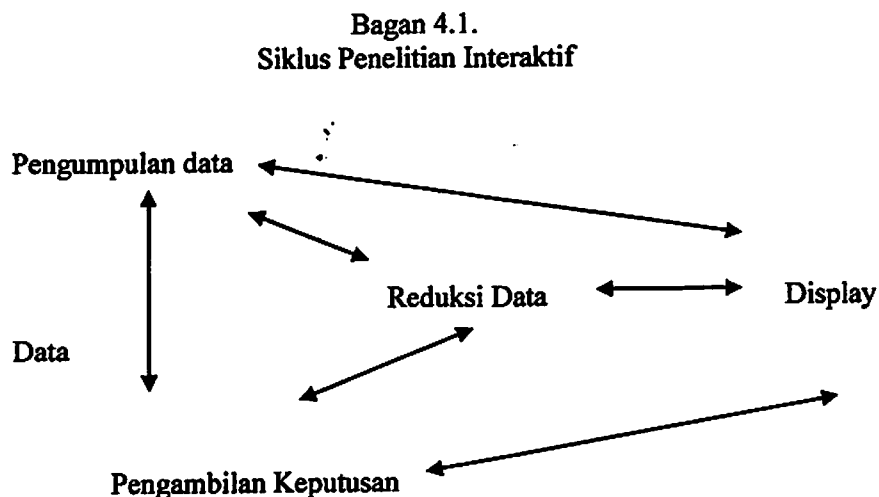 Bagan 4.1.
Siklus Penelitian Interaktif
Pengumpulan data
Reduksi Data
Display
Data
Pengambilan Keputusan